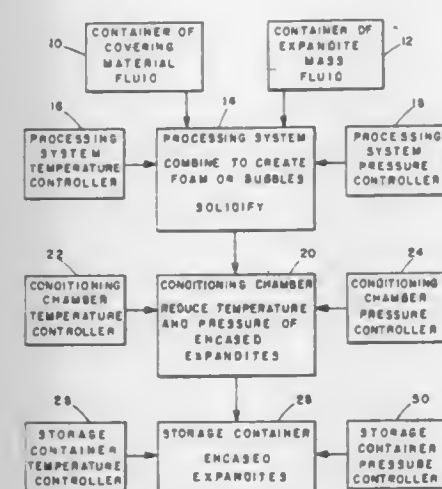 10
CONTAINER OF
COVERING
MATERIAL
FLUID
CONTAINER OF
EXPANDITE
MASS
FLUID
12
16
PROCESSING
SYSTEM
TEMPERATURE
CONTROLLER
14
PROCESSING SYSTEM
COMBINE TO CREATE
FOAM OR BUBBLES
SOLIDIFY
18
PROCESSING
SYSTEM
PRESSURE
CONTROLLER
22
CONDITIONING
CHAMBER
TEMPERATURE
CONTROLLER
20
CONDITIONING CHAMBER
REDUCE TEMPERATURE
AND PRESSURE OF
ENCASED
EXPANDITES
24
CONDITIONING
CHAMBER
PRESSURE
CONTROLLER
28
STORAGE
CONTAINER
TEMPERATURE
CONTROLLER
28
STORAGE CONTAINER
ENCASED
EXPANDITES
30
STORAGE
CONTAINER
PRESSURE
CONTROLLER